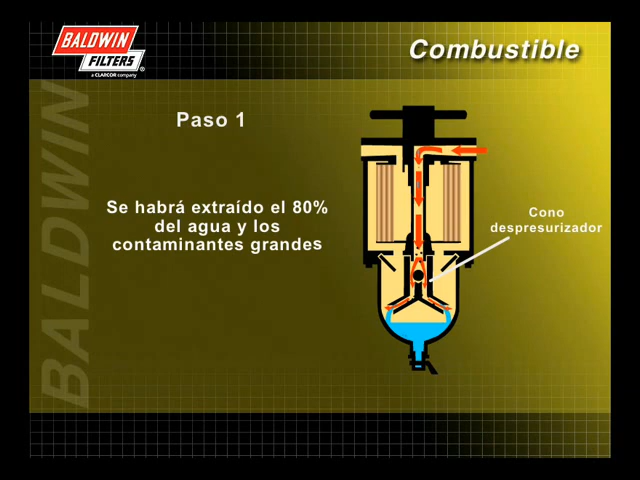 BALDWIN
FILTERS®
a CLARCOR company
Combustible
BALDWIN
Paso 1
Se habrá extraído el 80%
del agua y los
contaminantes grandes
Cono
despresurizador